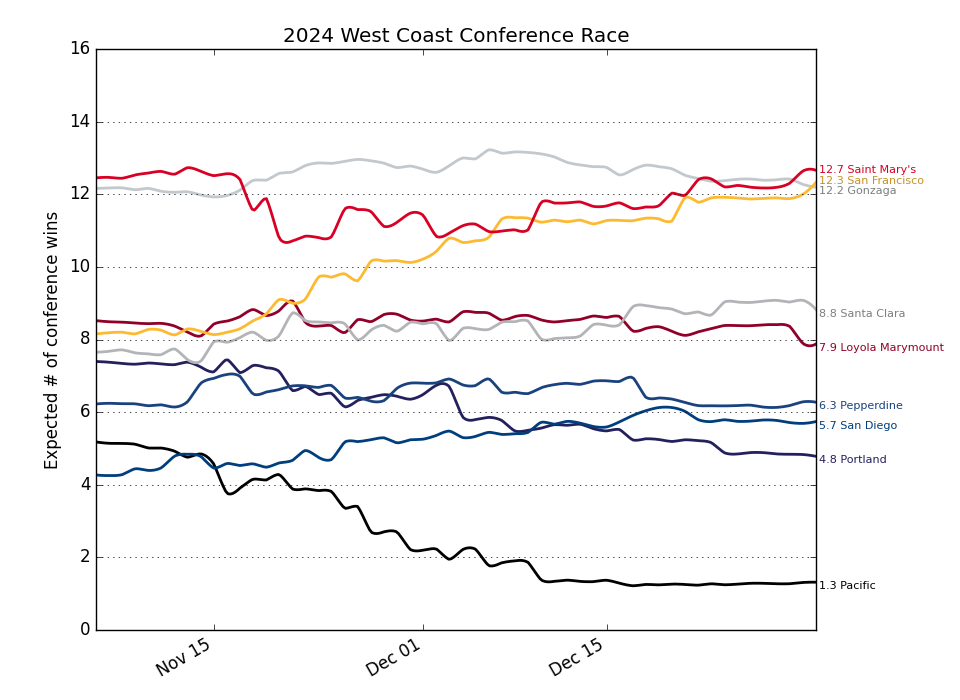 2024 West Coast Conference Race
Expected # of conference wins
16
14
12
10
8
6
4
2
0
Nov 15
Dec 01
Dec 15
12.7 Saint Mary's
12.3 San Francisco
12.2 Gonzaga
8.8 Santa Clara
7.9 Loyola Marymount
6.3 Pepperdine
5.7 San Diego
4.8 Portland
1.3 Pacific